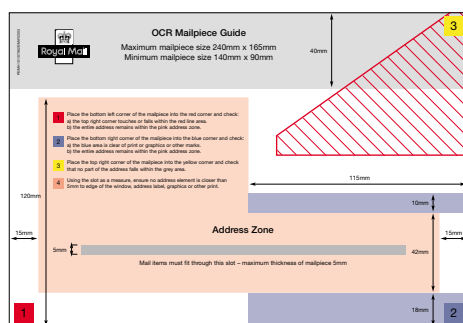 OCR Mailpiece Guide
Royal Mail
Maximum mailpiece size 240mm x 165mm
Minimum mailpiece size 140mm x 90mm
40mm
3
1 Place the bottom left corner of the mailpiece into the red corner and check:
a) the top right corner touches or falls within the red line area.
b) the entire address remains within the pink address zone.
2 Place the bottom right corner of the mailpiece into the blue corner and check:
a) the blue area is clear of print or graphics or other marks.
b) the entire address remains within the pink address zone.
3 Place the top right corner of the mailpiece into the yellow corner and check
that no part of the address falls within the grey area.
4 Using the slot as a measure, ensure no address element is closer than
5mm to edge of the window, address label, graphics or other print.
115mm
120mm
10mm
Address Zone
15mm
15mm
5mm
42mm
Mail items must fit through this slot – maximum thickness of mailpiece 5mm
18mm
1
2